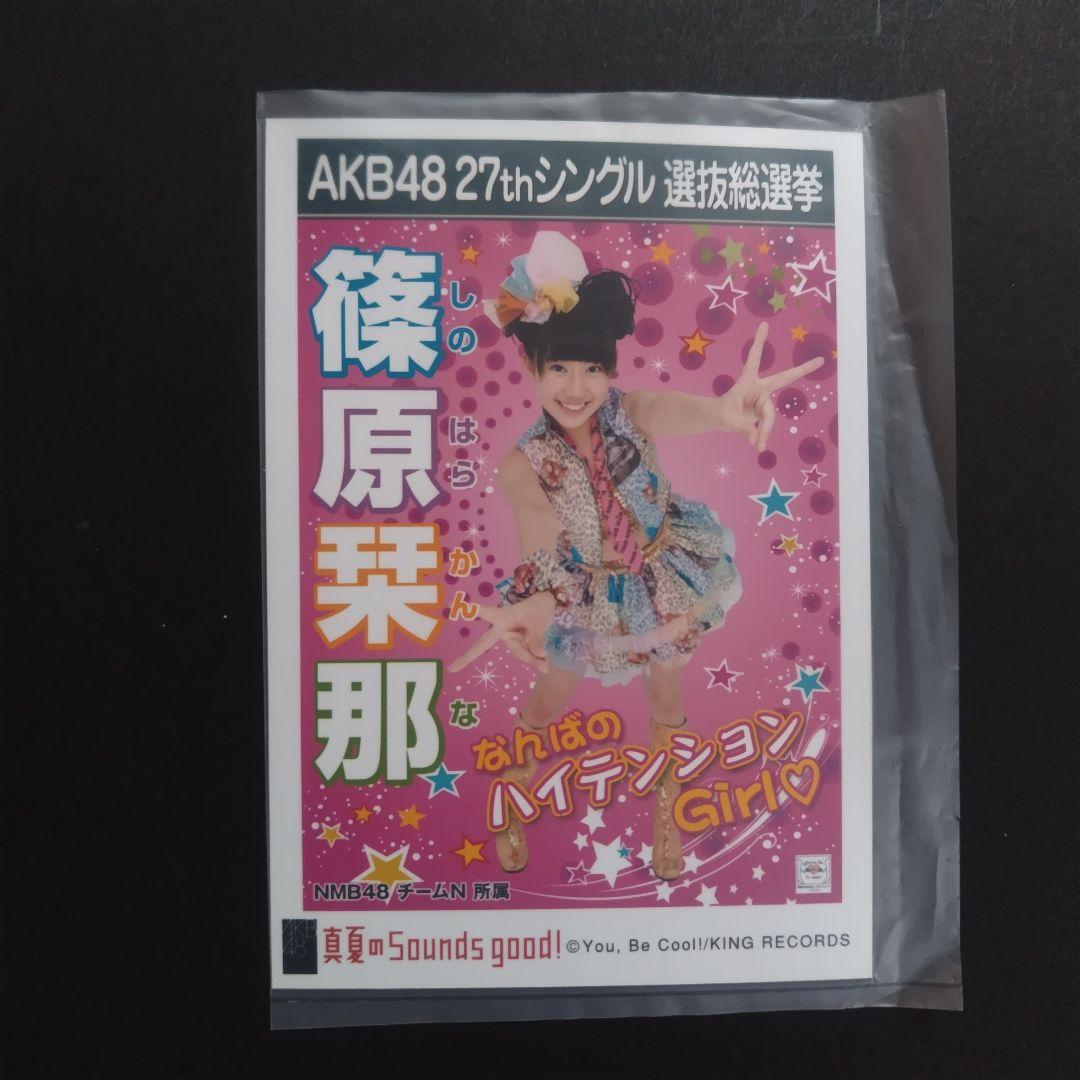 AKB48 27thシングル 選抜総選挙
篠原栞那
しのはらかんな
なんばの
ハイテンション
Girl♡
NMB48 チームN 所属
AKB
48
真夏のSounds good!
©You, Be Cool!/KING RECORDS